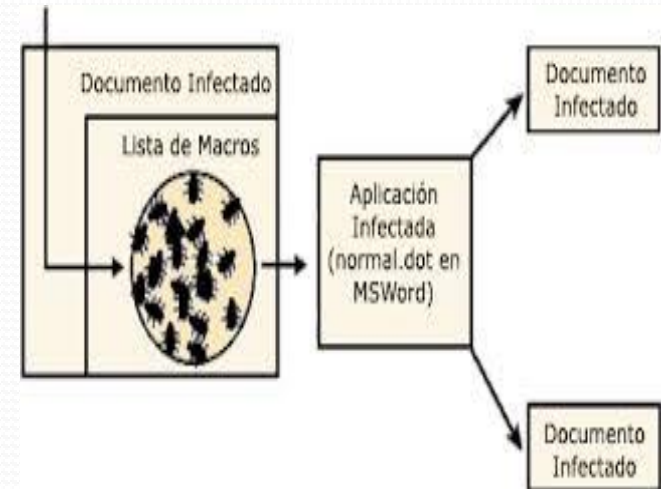 Documento Infectado
Lista de Macros
Aplicación
Infectada
(normal.dot en
MSWord)
Documento
Infectado
Documento
Infectado